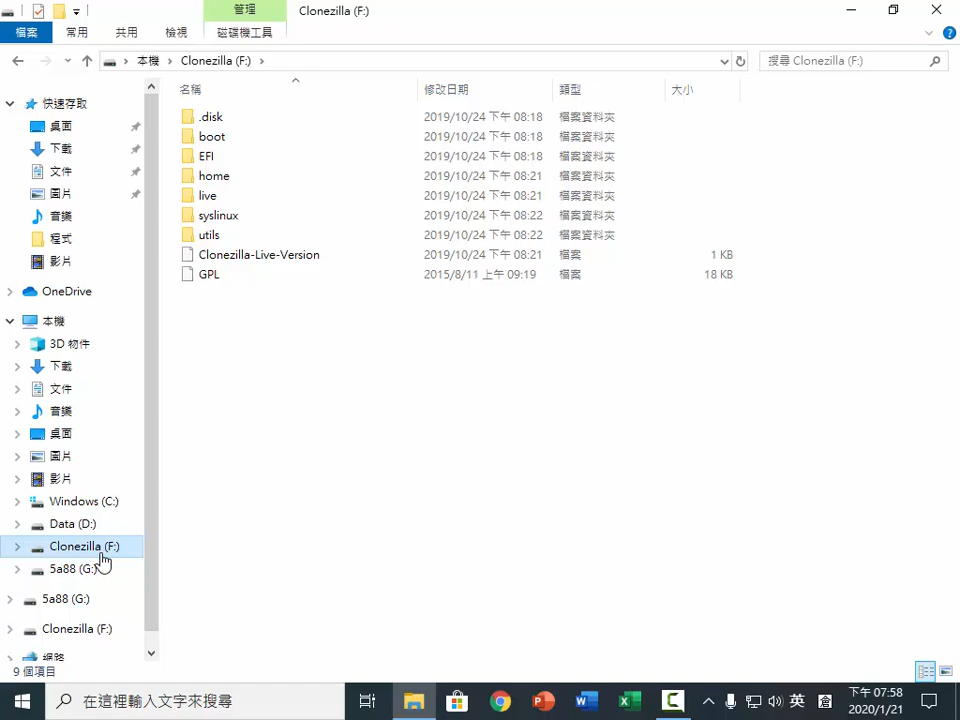 管理
Clonezilla (F:)
檔案
常用
共用
檢視
磁碟機工具
本機
Clonezilla (F:)
搜尋 Clonezilla (F:)
名稱
修改日期
類型
大小
.disk
2019/10/24 下午 08:18
檔案資料夾
boot
2019/10/24 下午 08:18
檔案資料夾
EFI
2019/10/24 下午 08:18
檔案資料夾
home
2019/10/24 下午 08:21
檔案資料夾
live
2019/10/24 下午 08:21
檔案資料夾
syslinux
2019/10/24 下午 08:22
檔案資料夾
utils
2019/10/24 下午 08:22
檔案資料夾
Clonezilla-Live-Version
2019/10/24 下午 08:21
檔案
1 KB
GPL
2015/8/11 上午 09:19
檔案
18 KB
快速存取
桌面
下載
文件
圖片
音樂
程式
影片
OneDrive
本機
3D 物件
下載
文件
音樂
桌面
圖片
影片
Windows (C:)
Data (D:)
Clonezilla (F:)
5a88 (G:)
5a88 (G:)
Clonezilla (F:)
網路
9 個項目
在這裡輸入文字來搜尋
英
下午 07:58
2020/1/21